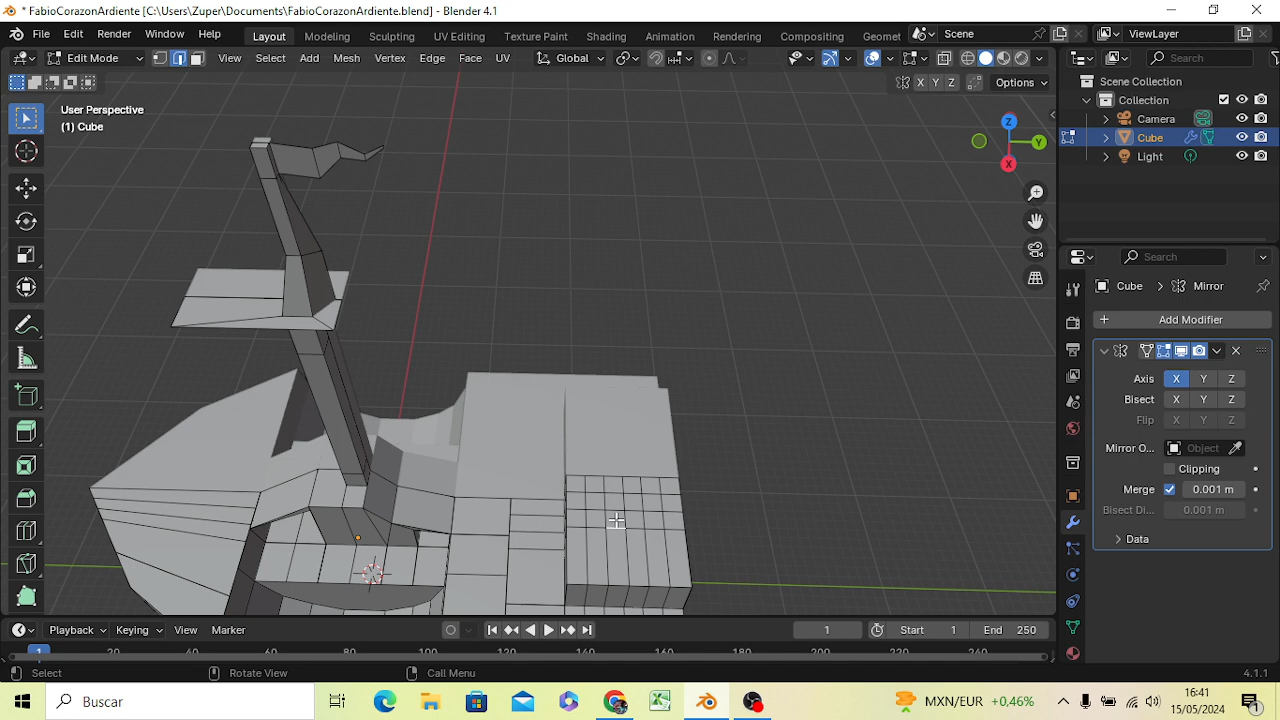 * FabioCorazonArdiente [C:\Users\Zuper\Documents\FabioCorazonArdiente.blend] - Blender 4.1
File Edit Render Window Help Layout Modeling Sculpting UV Editing Texture Paint Shading Animation Rendering Compositing Geomet Scene ViewLayer
Edit Mode View Select Add Mesh Vertex Edge Face UV Global Search
X Y Z Options
User Perspective
(1) Cube
Scene Collection
Collection
Camera
Cube
Light
Z
Y
X
Search
Cube > Mirror
+ Add Modifier
Axis X Y Z
Bisect X Y Z
Flip X Y Z
Mirror O... Object
Clipping
Merge 0.001 m
Bisect Di... 0.001 m
Data
Playback Keying View Marker 1 Start 1 End 250
1 20 40 60 80 100 120 140 160 180 200 220 240
Select Rotate View Call Menu 4.1.1
Buscar MXN/EUR +0.46% 16:41
15/05/2024
1